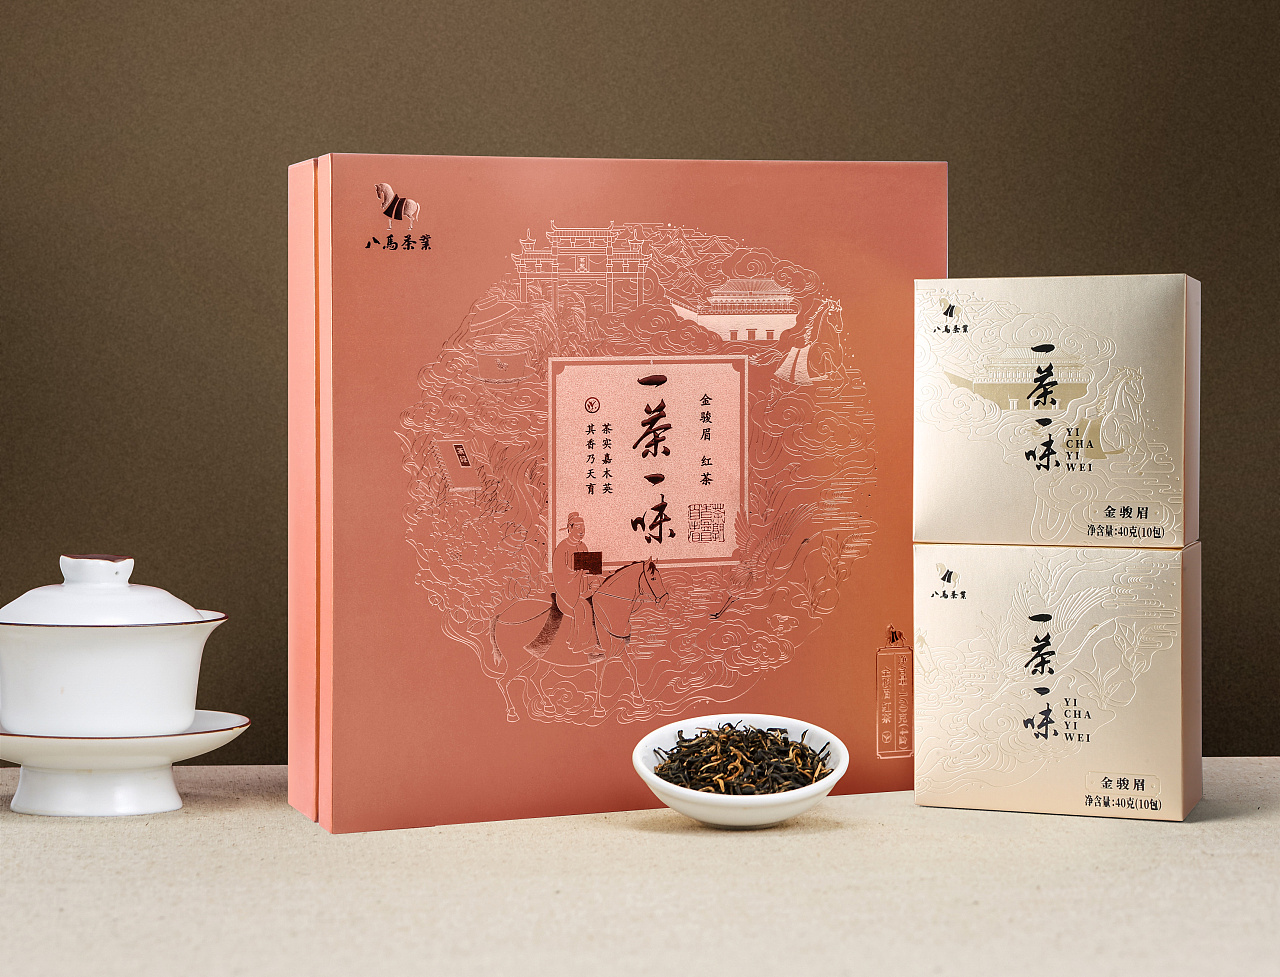 八馬茶業
一茶一味
金骏眉 红茶
茶实嘉木英
其香乃天育
八馬茶業
一茶一味
YI
CHA
YI
WEI
金骏眉
净含量:40克(10包)
八馬茶業
一茶一味
YI
CHA
YI
WEI
金骏眉
净含量:40克(10包)